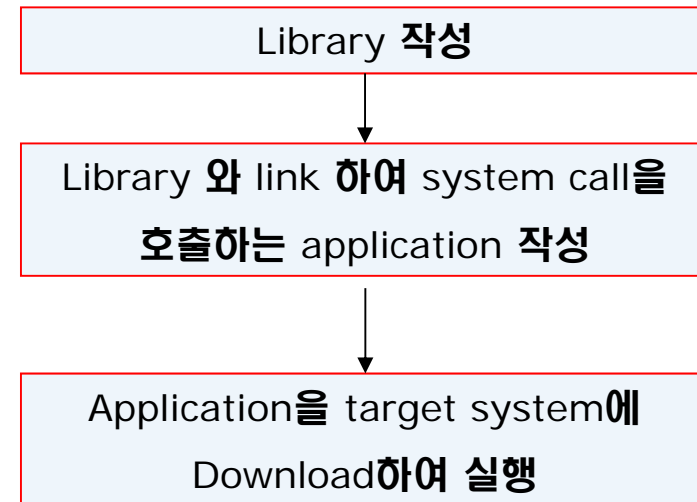 Library 작성
Library 와 link 하여 system call을
호출하는 application 작성
Application을 target system에
Download하여 실행